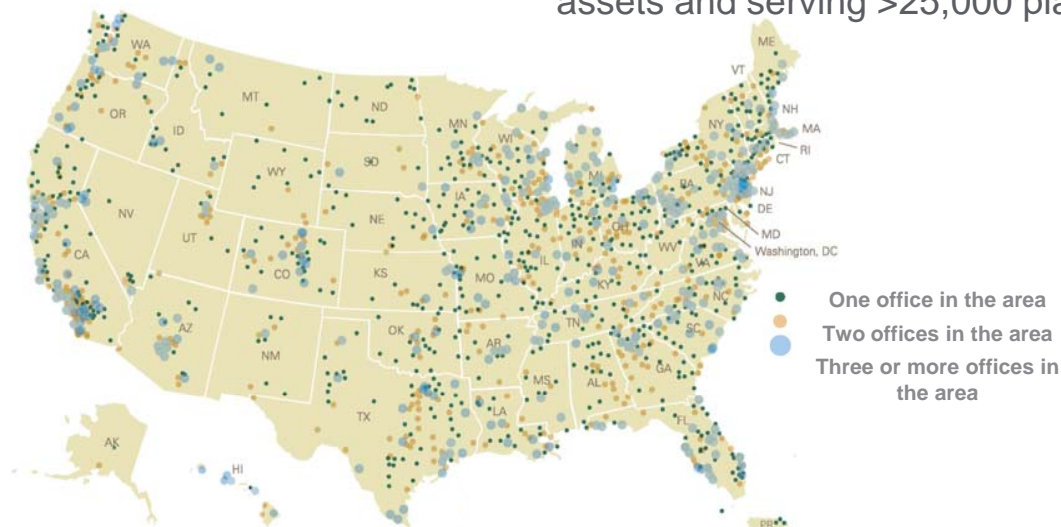 assets and serving >25,000 pla
WA
ME
VT
MT
ND
OR
MN
NH
ID
WI
NY
MA
SD
RI
WY
MI
CT
IA
PA
NJ
NE
NV
OH
DE
UT
IN
IL
MD
WV
Washington, DC
CA
CO
VA
KS
MO
KY
NC
One office in the area
TN
OK
AZ
SC
Two offices in the area
NM
AR
Three or more offices in
the area
GA
MS
AL
TX
LA
FL
AK
HI
PR